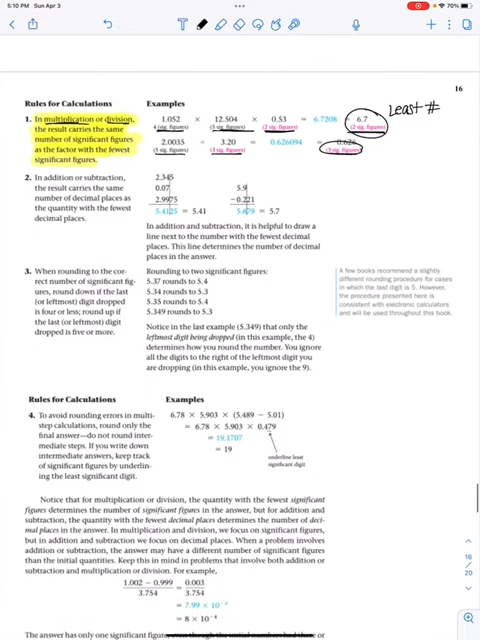 5:10 PM Sun Apr 3
70%
16
Rules for Calculations
Examples
1. In multiplication or division,
the result carries the same
number of significant figures
as the factor with the fewest
significant figures.
1.052 × 12.504 × 0.53 = 6.7208 = 6.7
4 sig. figures) (5 sig. figures) (2 sig. figures) (2 sig. figures)
2.0035 ÷ 3.20 = 0.626094 = 0.626
(5 sig. figures) (3 sig. figures) (3 sig. figures)
Least #
2. In addition or subtraction,
the result carries the same
number of decimal places as
the quantity with the fewest
decimal places.
2.345
0.07
2.9975
5.4125 = 5.41
5.9
−0.221
5.679 = 5.7
In addition and subtraction, it is helpful to draw a
line next to the number with the fewest decimal
places. This line determines the number of decimal
places in the answer.
3. When rounding to the cor-
rect number of significant fig-
ures, round down if the last
(or leftmost) digit dropped
is four or less; round up if
the last (or leftmost) digit
dropped is five or more.
Rounding to two significant figures:
5.37 rounds to 5.4
5.34 rounds to 5.3
5.35 rounds to 5.4
5.349 rounds to 5.3
Notice in the last example (5.349) that only the
leftmost digit being dropped (in this example, the 4)
determines how you round the number. You ignore
all the digits to the right of the leftmost digit you
are dropping (in this example, you ignore the 9).
A few books recommend a slightly
different rounding procedure for cases
in which the last digit is 5. However,
the procedure presented here is
consistent with electronic calculators
and will be used throughout this book.
Rules for Calculations
Examples
4. To avoid rounding errors in multi-
step calculations, round only the
final answer—do not round inter-
mediate steps. If you write down
intermediate answers, keep track
of significant figures by underlin-
ing the least significant digit.
6.78 × 5.903 × (5.489 − 5.01)
= 6.78 × 5.903 × 0.479
= 19.1707
= 19
underline least
significant digit
Notice that for multiplication or division, the quantity with the fewest significant
figures determines the number of significant figures in the answer, but for addition and
subtraction, the quantity with the fewest decimal places determines the number of deci-
mal places in the answer. In multiplication and division, we focus on significant figures,
but in addition and subtraction we focus on decimal places. When a problem involves
addition or subtraction, the answer may have a different number of significant figures
than the initial quantities. Keep this in mind in problems that involve both addition or
subtraction and multiplication or division. For example,
1.002 − 0.999 = 0.003
3.754 3.754
= 7.99 × 10⁻⁴
= 8 × 10⁻⁴
The answer has only one significant figure, even though the initial numbers had three or
16
20